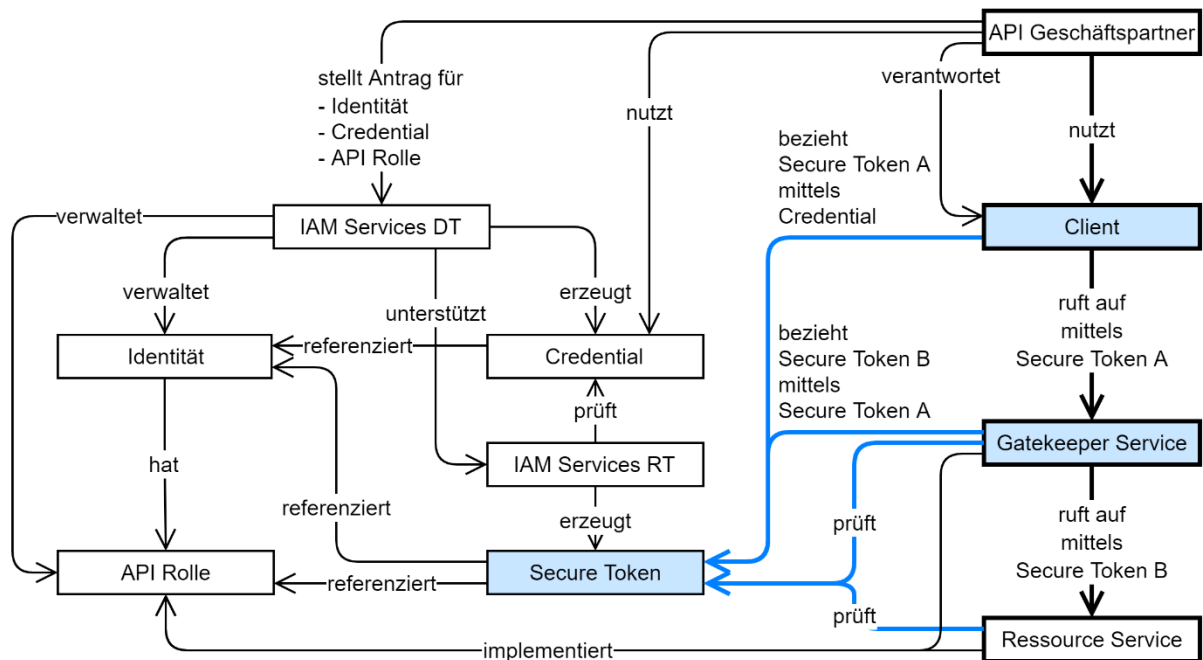 API Geschäftspartner
stellt Antrag für
- Identität
- Credential
- API Rolle
nutzt
verantwortet
nutzt
bezieht
Secure Token A
mittels
Credential
verwaltet
IAM Services DT
Client
verwaltet
unterstützt
erzeugt
ruft auf
mittels
Secure Token A
Identität
referenziert
Credential
bezieht
Secure Token B
mittels
Secure Token A
prüft
hat
IAM Services RT
Gatekeeper Service
referenziert
erzeugt
prüft
ruft auf
mittels
Secure Token B
API Rolle
referenziert
Secure Token
prüft
Ressource Service
implementiert